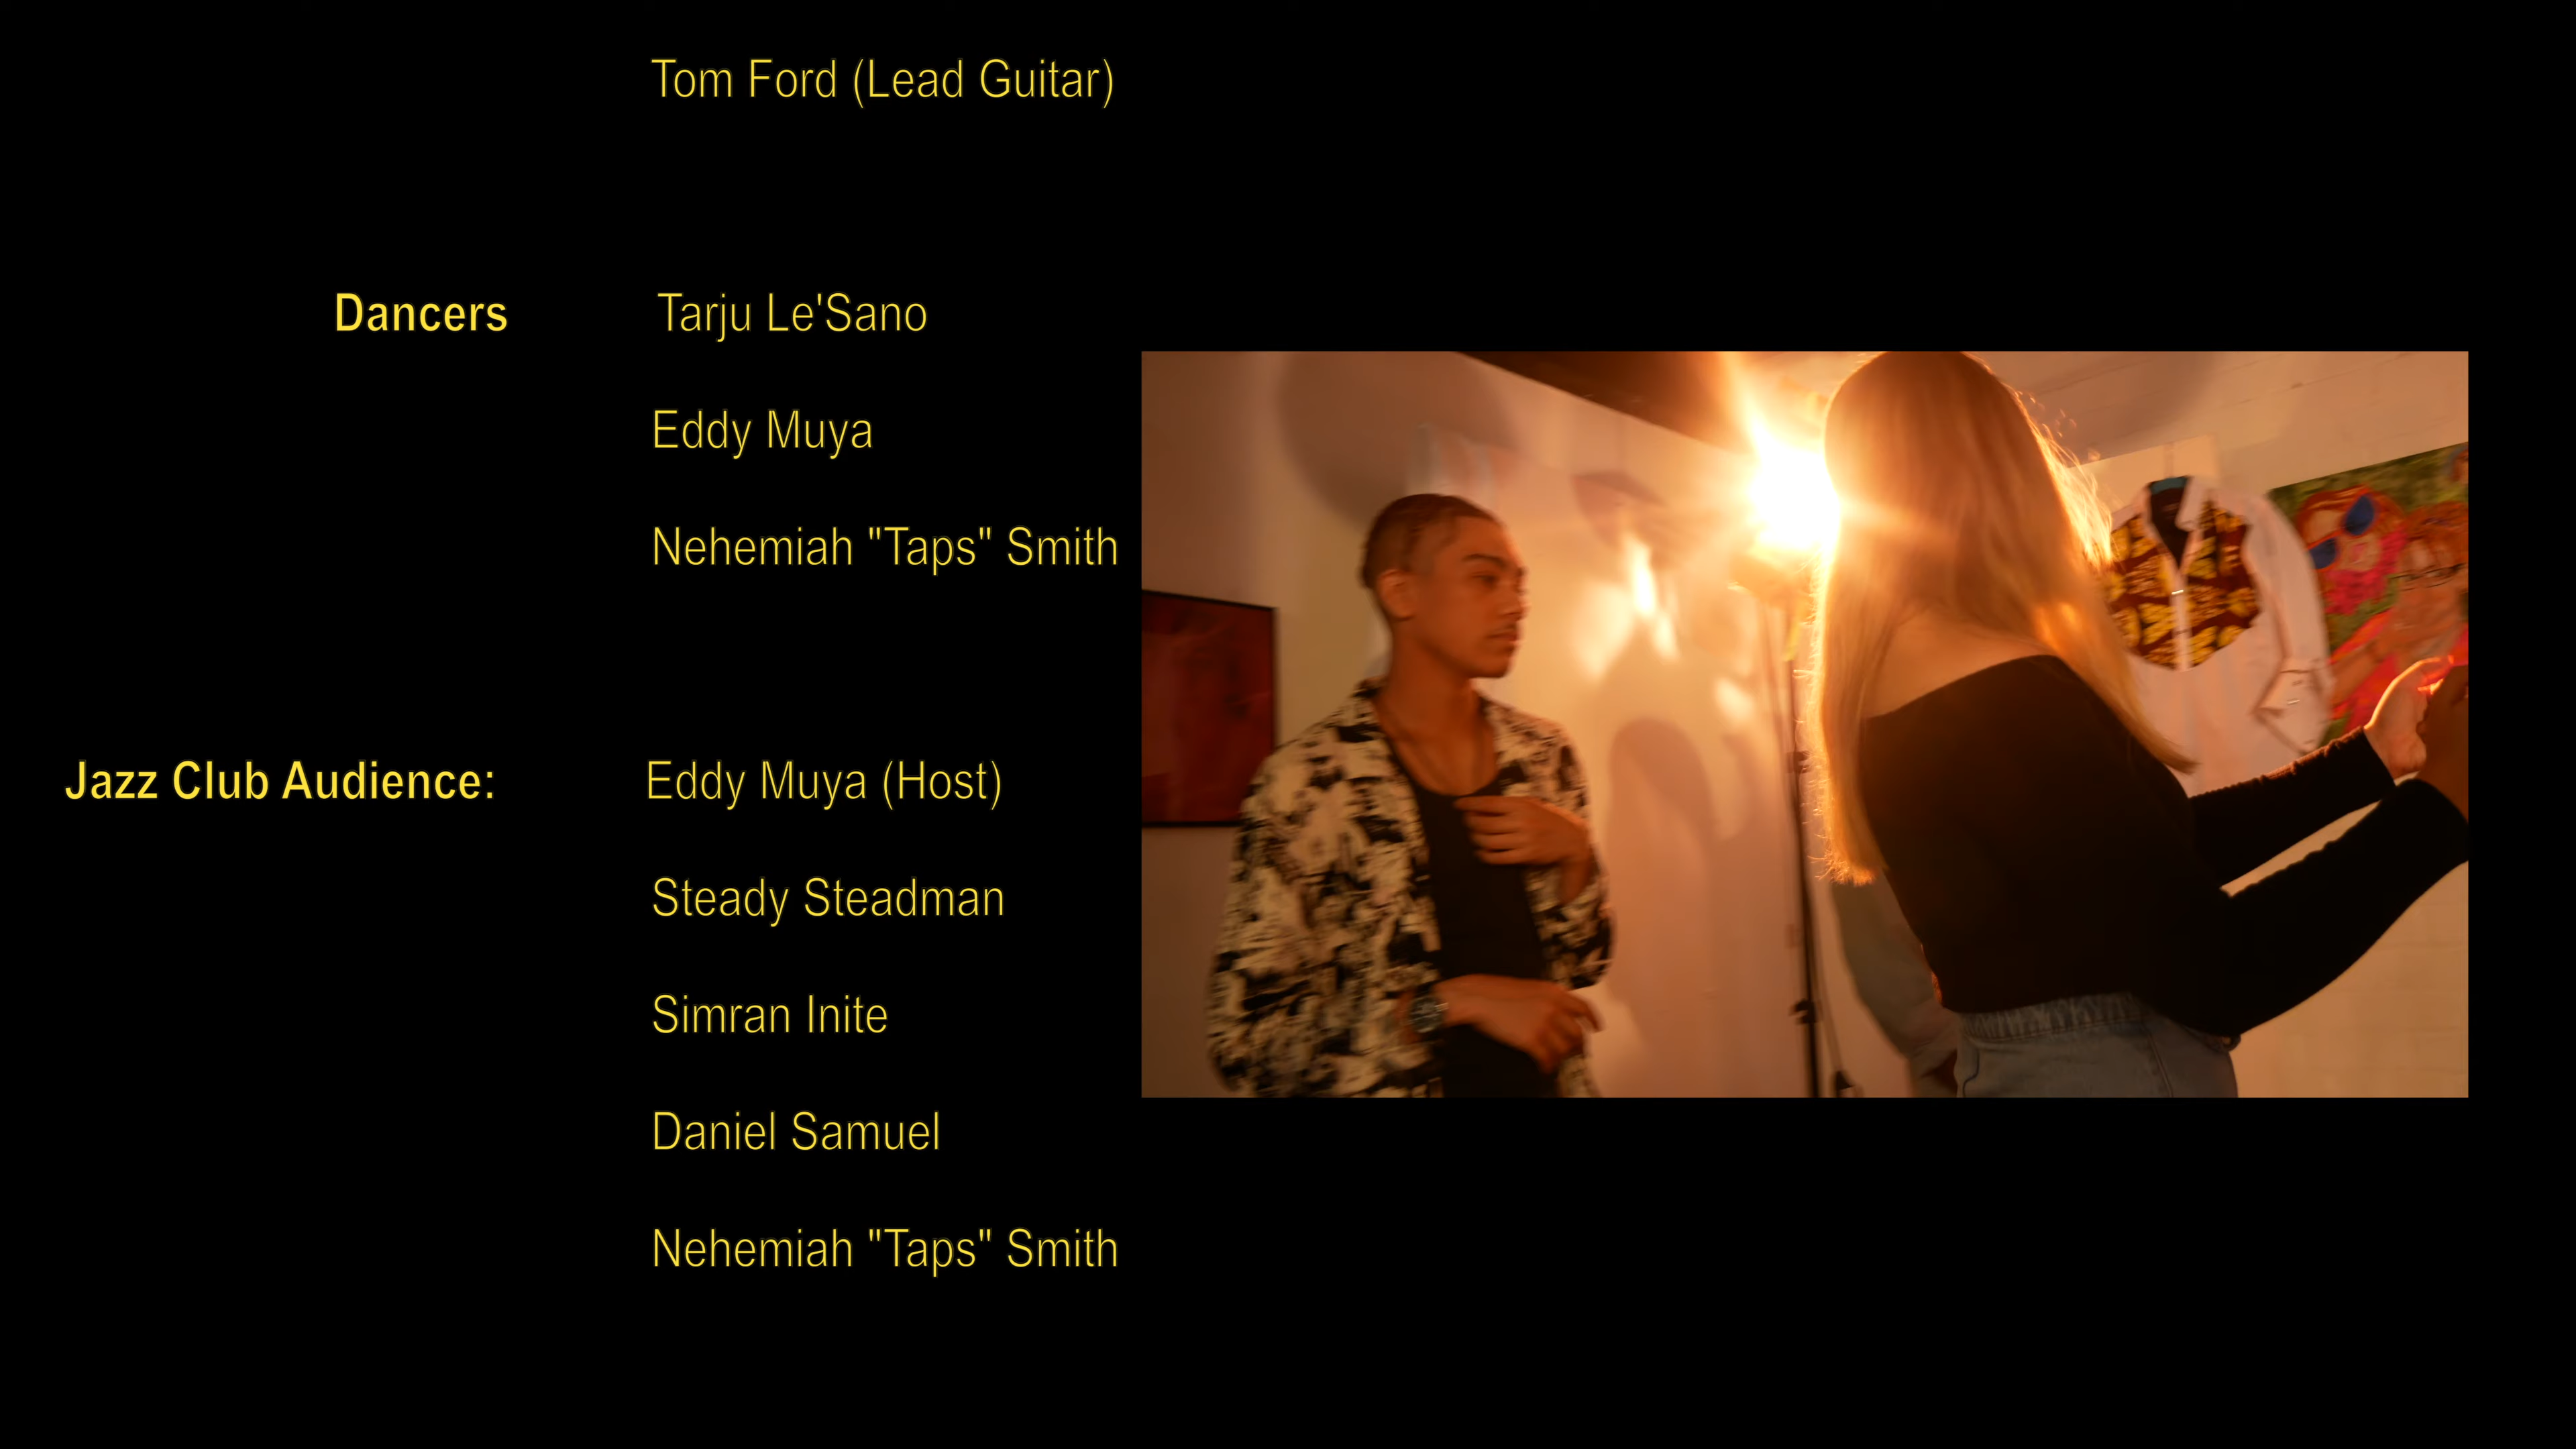 Tom Ford (Lead Guitar)
Dancers Tarju Le'Sano
Eddy Muya
Nehemiah "Taps" Smith
Jazz Club Audience: Eddy Muya (Host)
Steady Steadman
Simran Inite
Daniel Samuel
Nehemiah "Taps" Smith